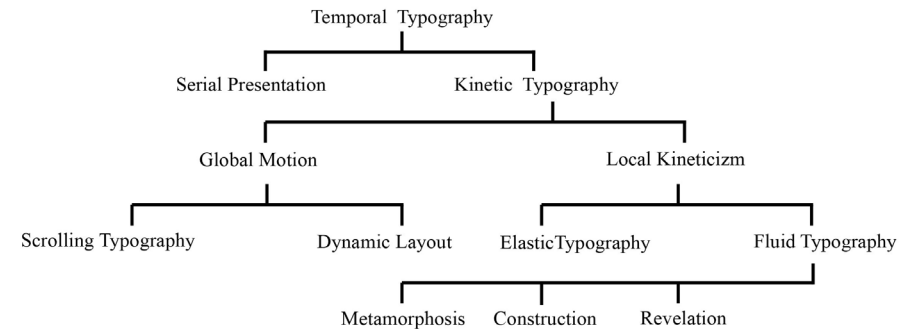 Temporal Typography
Serial Presentation
Kinetic Typography
Global Motion
Local Kineticizm
Scrolling Typography
Dynamic Layout
ElasticTypography
Fluid Typography
Metamorphosis
Construction
Revelation